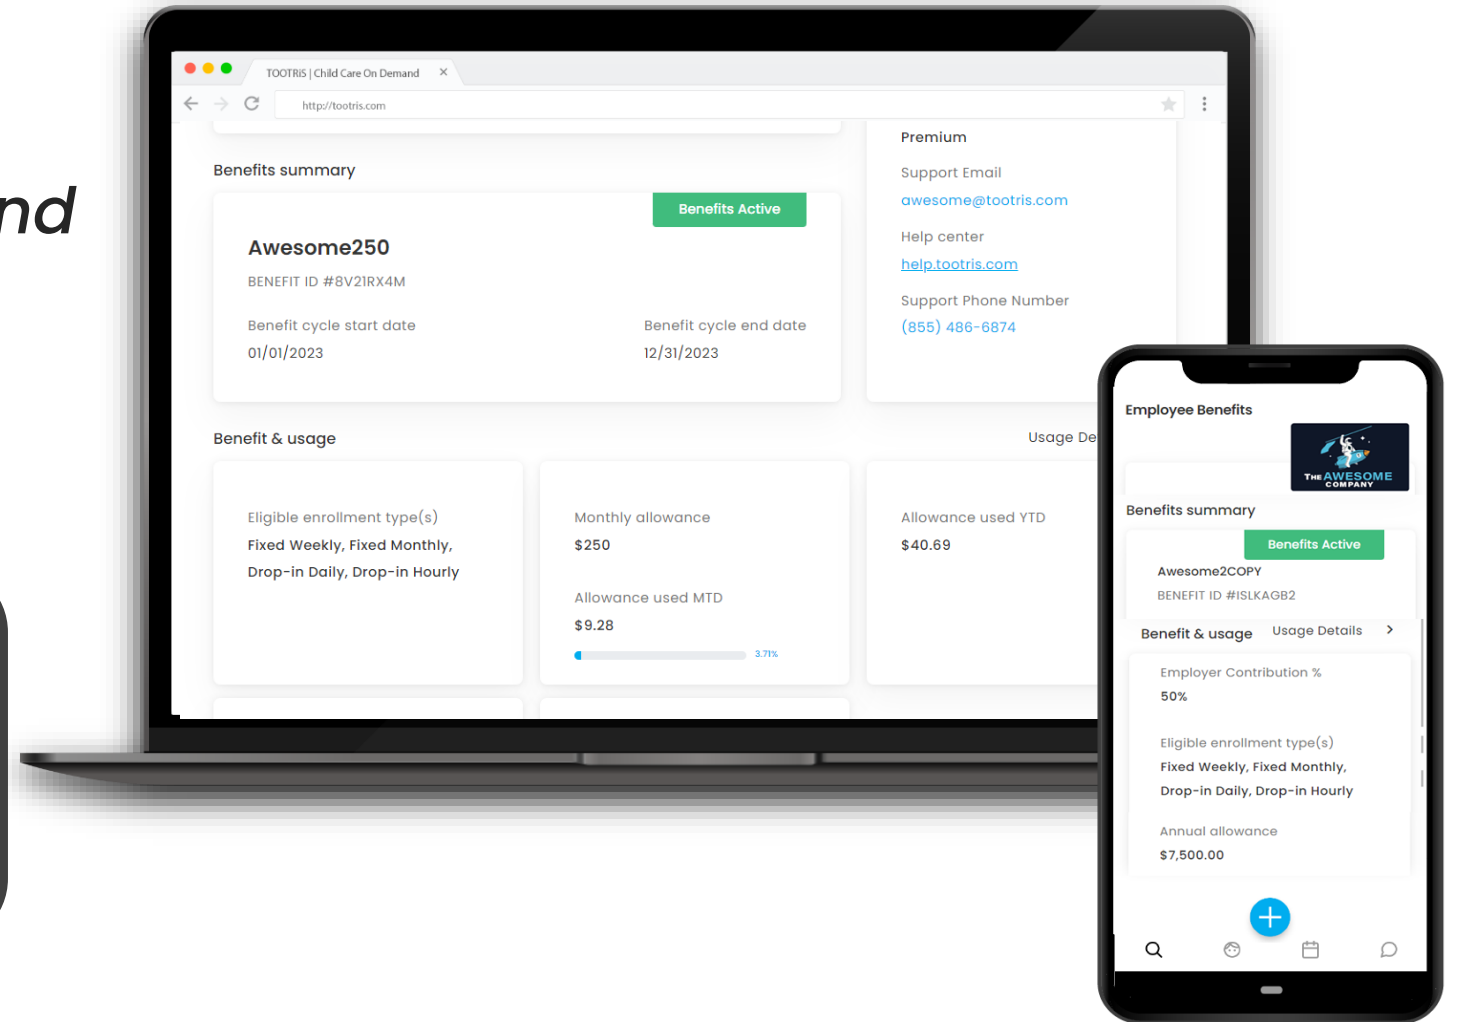 nd
TOOTRiS | Child Care On Demand
http://tootris.com
Benefits summary
Benefits Active
Awesome250
BENEFIT ID #8V21RX4M
Benefit cycle start date
01/01/2023
Benefit cycle end date
12/31/2023
Premium
Support Email
awesome@tootris.com
Help center
help.tootris.com
Support Phone Number
(855) 486-6874
Benefit & usage
Usage De
Eligible enrollment type(s)
Fixed Weekly, Fixed Monthly,
Drop-in Daily, Drop-in Hourly
Monthly allowance
$250
Allowance used MTD
$9.28
3.71%
Allowance used YTD
$40.69
Employee Benefits
THE AWESOME
COMPANY
Benefits summary
Benefits Active
Awesome2COPY
BENEFIT ID #ISLKAGB2
Benefit & usage
Usage Details
Employer Contribution %
50%
Eligible enrollment type(s)
Fixed Weekly, Fixed Monthly,
Drop-in Daily, Drop-in Hourly
Annual allowance
$7,500.00